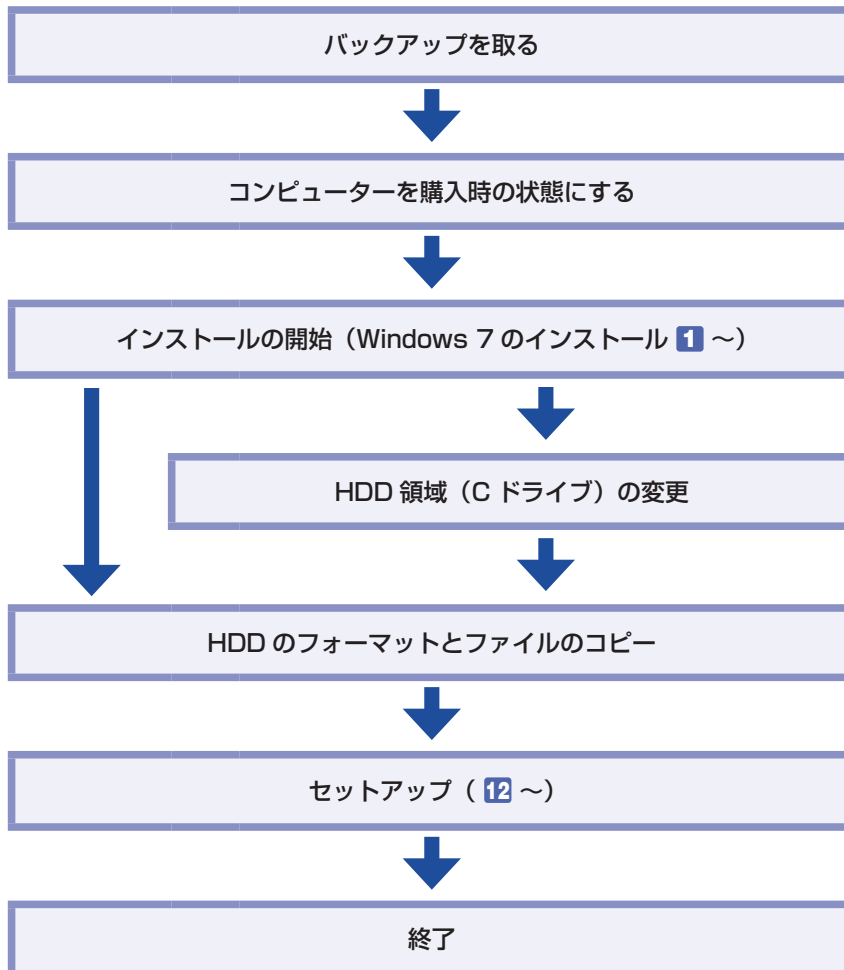 バックアップを取る
コンピューターを購入時の状態にする
インストールの開始（Windows 7 のインストール 1 ～）
HDD 領域（C ドライブ）の変更
HDD のフォーマットとファイルのコピー
セットアップ（ 12 ～）
終了